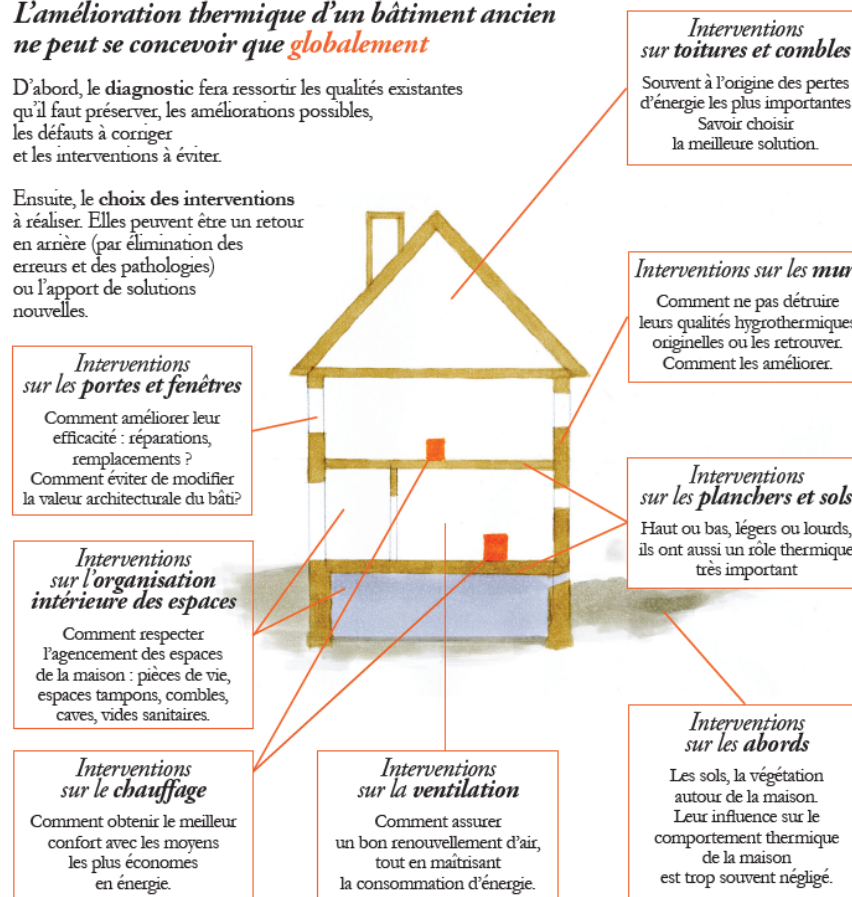 L'amélioration thermique d'un bâtiment ancien
ne peut se concevoir que globalement
D'abord, le diagnostic fera ressortir les qualités existantes
qu'il faut préserver, les améliorations possibles,
les défauts à corriger
et les interventions à éviter.
Ensuite, le choix des interventions
à réaliser. Elles peuvent être un retour
en arrière (par élimination des
erreurs et des pathologies)
ou l'apport de solutions
nouvelles.
Interventions
sur toitures et combles
Souvent à l'origine des pertes
d'énergie les plus importantes
Savoir choisir
la meilleure solution.
Interventions sur les mur
Comment ne pas détruire
leurs qualités hygrothermiques
originelles ou les retrouver.
Comment les améliorer.
Interventions
sur les portes et fenêtres
Comment améliorer leur
efficacité : réparations,
remplacements ?
Comment éviter de modifier
la valeur architecturale du bâti?
Interventions
sur les planchers et sols
Haut ou bas, légers ou lourds,
ils ont aussi un rôle thermique
très important
Interventions
sur l'organisation
intérieure des espaces
Comment respecter
l'agencement des espaces
de la maison : pièces de vie,
espaces tampons, combles,
caves, vides sanitaires.
Interventions
sur les abords
Les sols, la végétation
autour de la maison.
Leur influence sur le
comportement thermique
de la maison
est trop souvent négligé.
Interventions
sur le chauffage
Comment obtenir le meilleur
confort avec les moyens
les plus économes
en énergie.
Interventions
sur la ventilation
Comment assurer
un bon renouvellement d'air,
tout en maîtrisant
la consommation d'énergie.